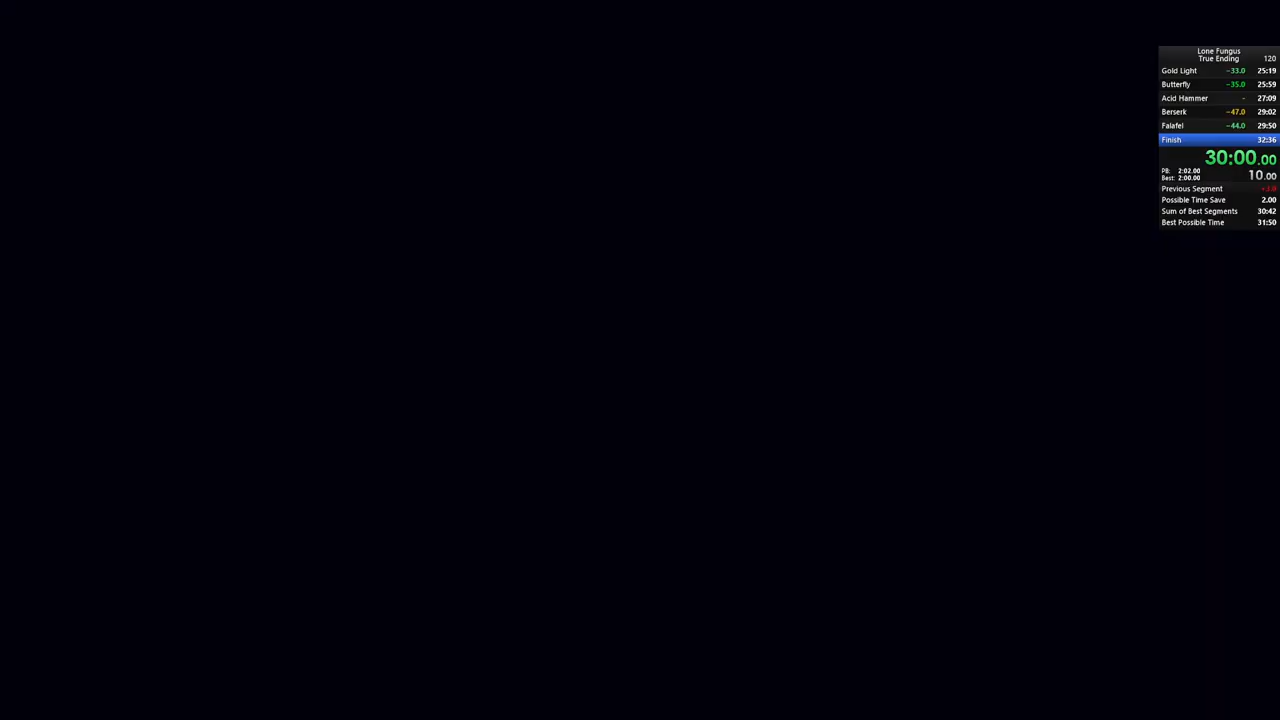 Lone Fungus
True Ending 120
Gold Light -33.0 25:19
Butterfly -35.0 25:59
Acid Hammer - 27:09
Berserk -47.0 29:02
Falafel -44.0 29:50
Finish 32:36
30:00.00
PB: 2:02.00
Best: 2:00.00
10.00
Previous Segment +3.0
Possible Time Save 2.00
Sum of Best Segments 30:42
Best Possible Time 31:50